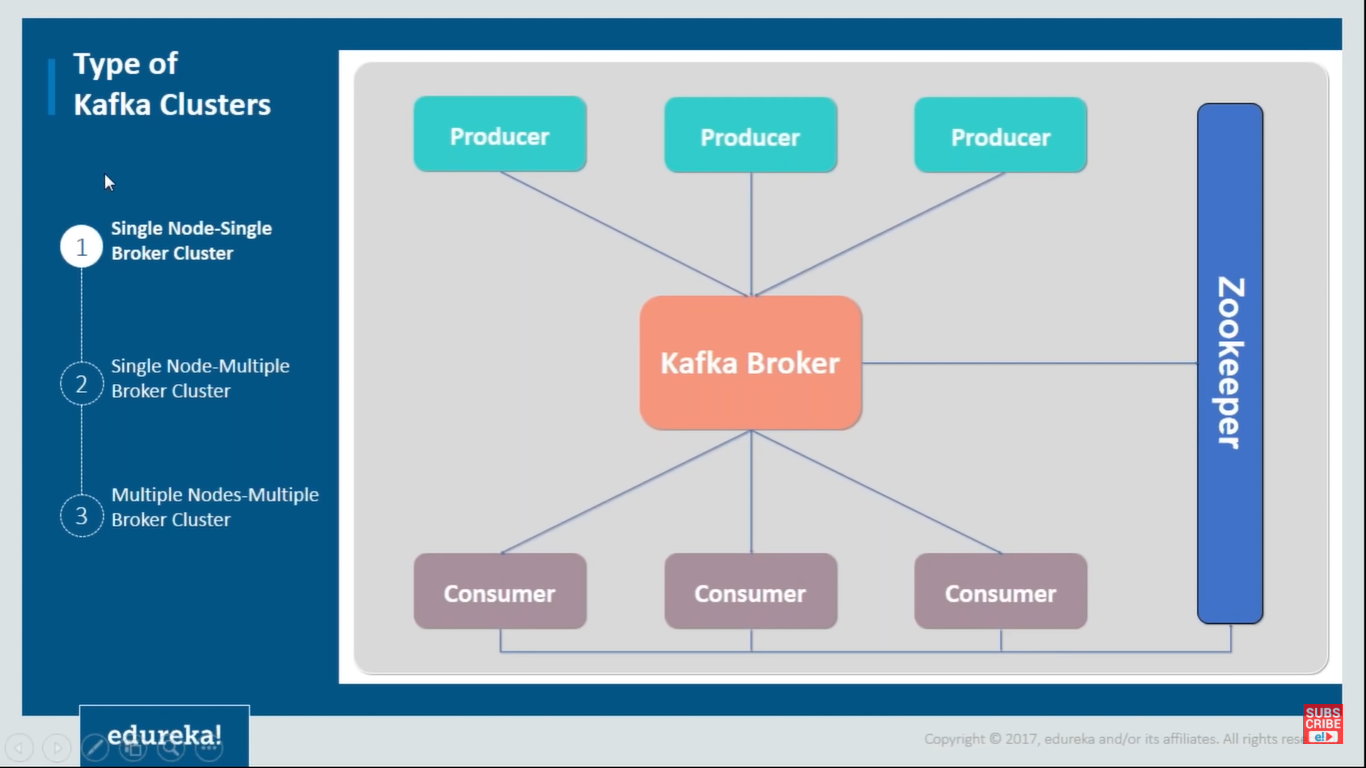 Type of
Kafka Clusters
1
Single Node-Single
Broker Cluster
2
Single Node-Multiple
Broker Cluster
3
Multiple Nodes-Multiple
Broker Cluster
Producer
Producer
Producer
Kafka Broker
Zookeeper
Consumer
Consumer
Consumer
edureka!
Copyright © 2017, edureka and/or its affiliates. All rights
SUBS
CRIBE
e!